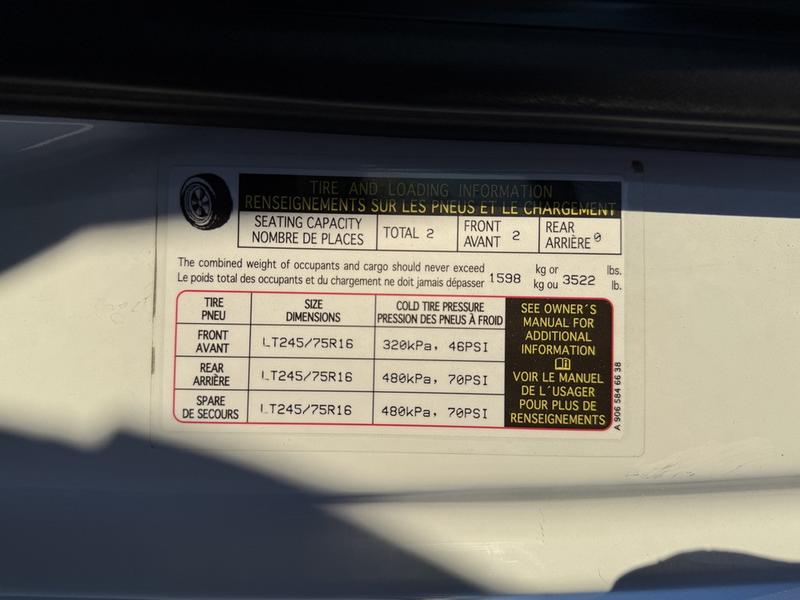 TIRE AND LOADING INFORMATION
RENSEIGNEMENTS SUR LES PNEUS ET LE CHARGEMENT
SEATING CAPACITY
NOMBRE DE PLACES
TOTAL 2
FRONT
AVANT 2
REAR
ARRIÈRE 0
The combined weight of occupants and cargo should never exceed
Le poids total des occupants et du chargement ne doit jamais dépasser
1598
kg or
kg ou
3522
lbs.
lb.
TIRE
PNEU
SIZE
DIMENSIONS
COLD TIRE PRESSURE
PRESSION DES PNEUS À FROID
FRONT
AVANT
LT245/75R16
320kPa, 46PSI
REAR
ARRIÈRE
LT245/75R16
480kPa, 70PSI
SPARE
DE SECOURS
LT245/75R16
480kPa, 70PSI
SEE OWNER´S
MANUAL FOR
ADDITIONAL
INFORMATION
VOIR LE MANUEL
DE L´USAGER
POUR PLUS DE
RENSEIGNEMENTS
A 906 584 66 38